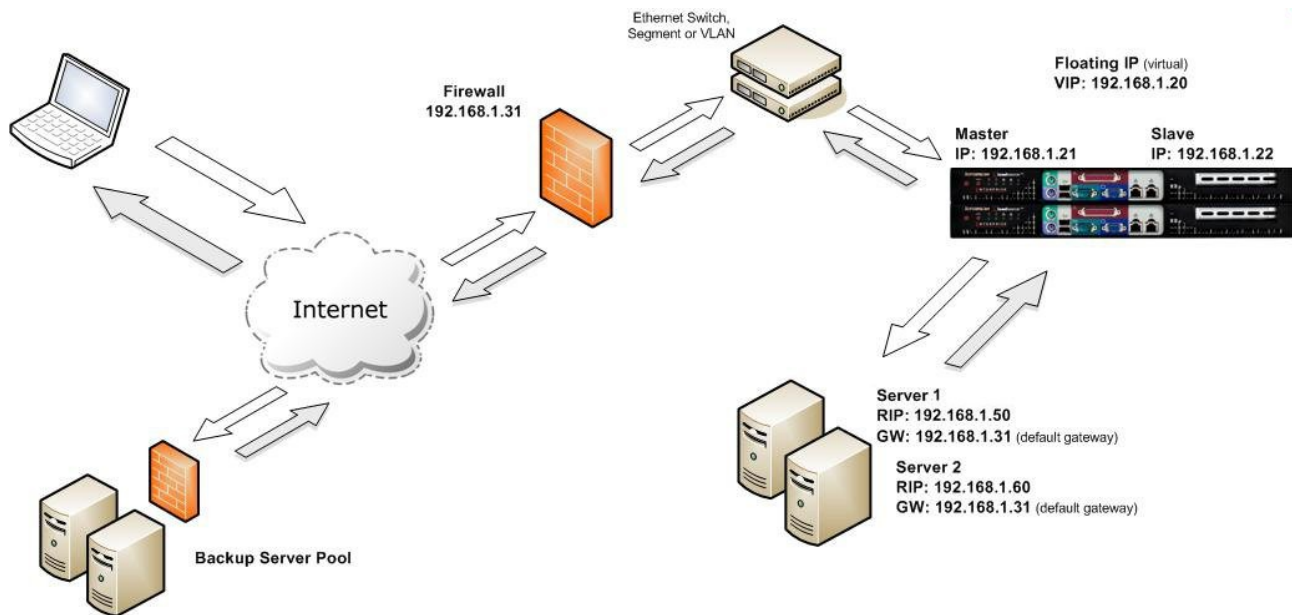 Ethernet Switch,
Segment or VLAN
Floating IP (virtual)
VIP: 192.168.1.20
Firewall
192.168.1.31
Master
IP: 192.168.1.21
Slave
IP: 192.168.1.22
Internet
Server 1
RIP: 192.168.1.50
GW: 192.168.1.31 (default gateway)
Server 2
RIP: 192.168.1.60
GW: 192.168.1.31 (default gateway)
Backup Server Pool